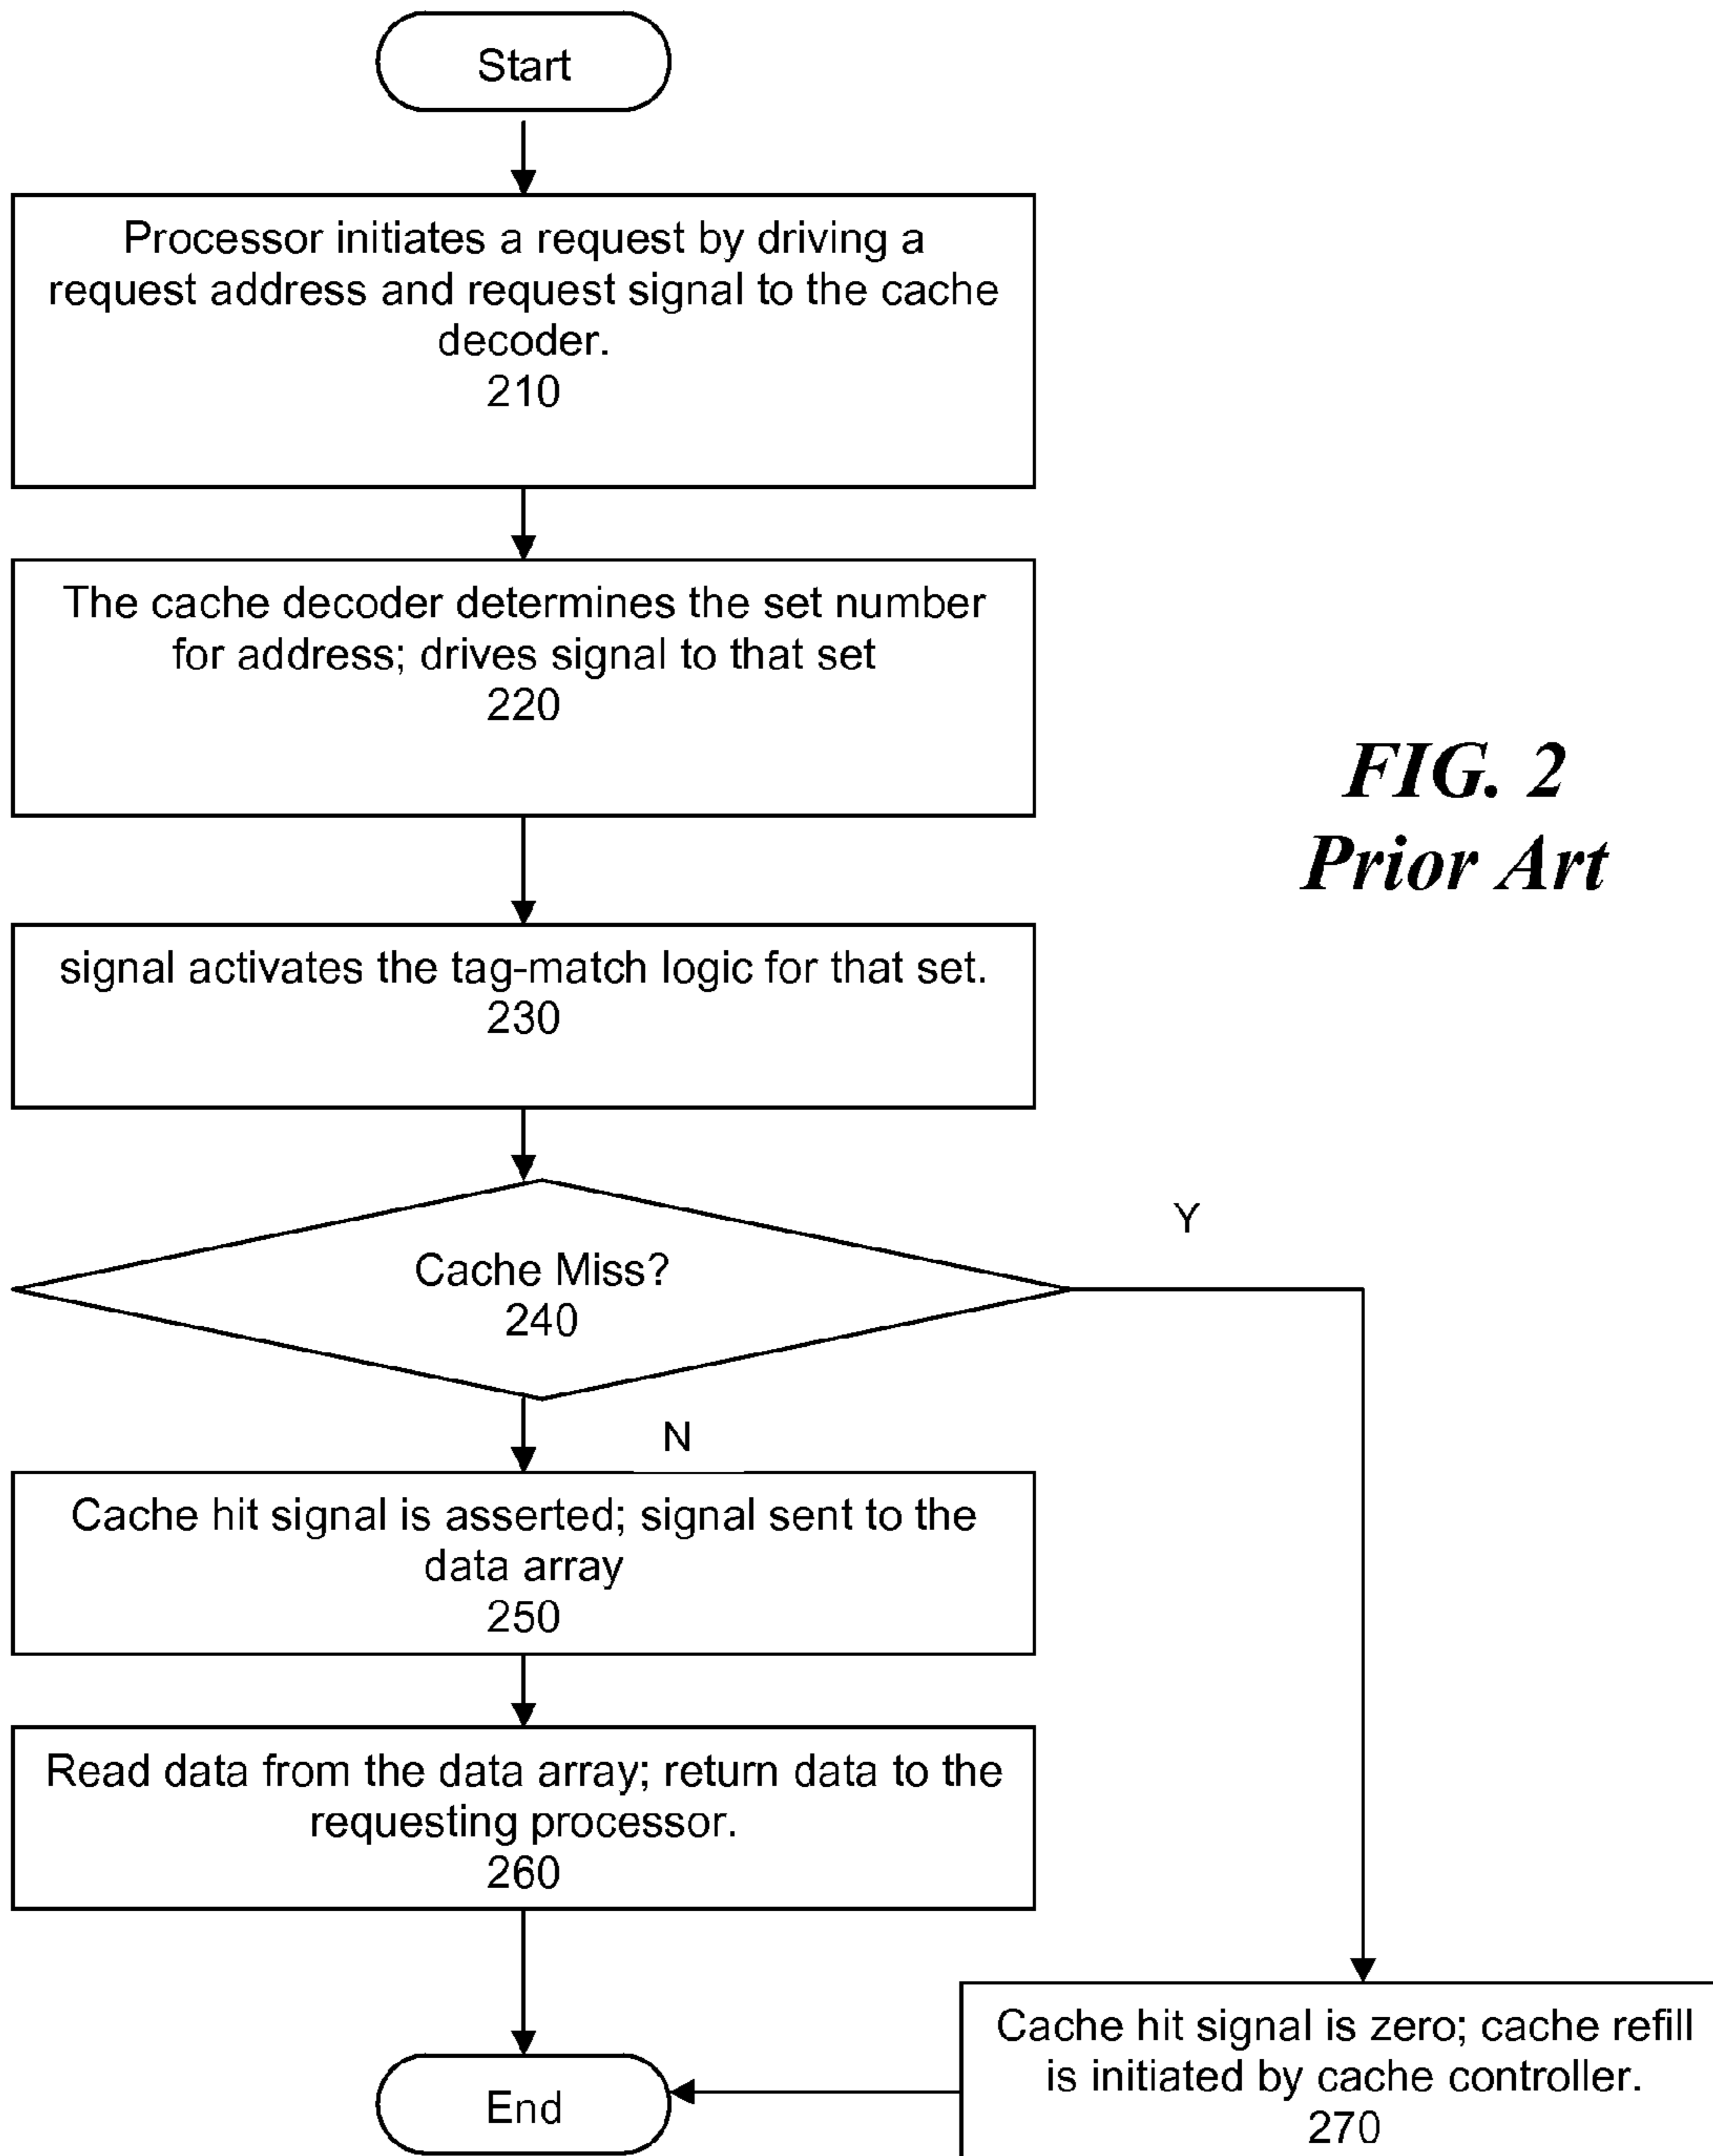 Start
Processor initiates a request by driving a
request address and request signal to the cache
decoder.
210
The cache decoder determines the set number
for address; drives signal to that set
220
FIG. 2
Prior Art
signal activates the tag-match logic for that set.
230
Cache Miss?
240
Y
N
Cache hit signal is asserted; signal sent to the
data array
250
Read data from the data array; return data to the
requesting processor.
260
Cache hit signal is zero; cache refill
is initiated by cache controller.
270
End